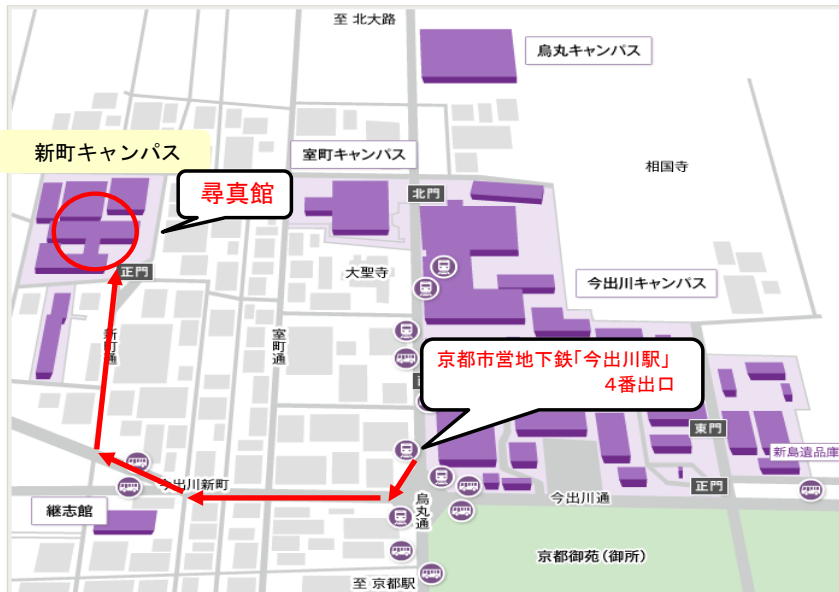 至 北大路
烏丸キャンパス
新町キャンパス
室町キャンパス
相国寺
尋真館
北門
大聖寺
正門
今出川キャンパス
新町通
室町通
京都市営地下鉄「今出川駅」
4番出口
東門
新島遺品庫
今出川新町
正門
継志館
烏丸通
今出川通
京都御苑(御所)
至 京都駅